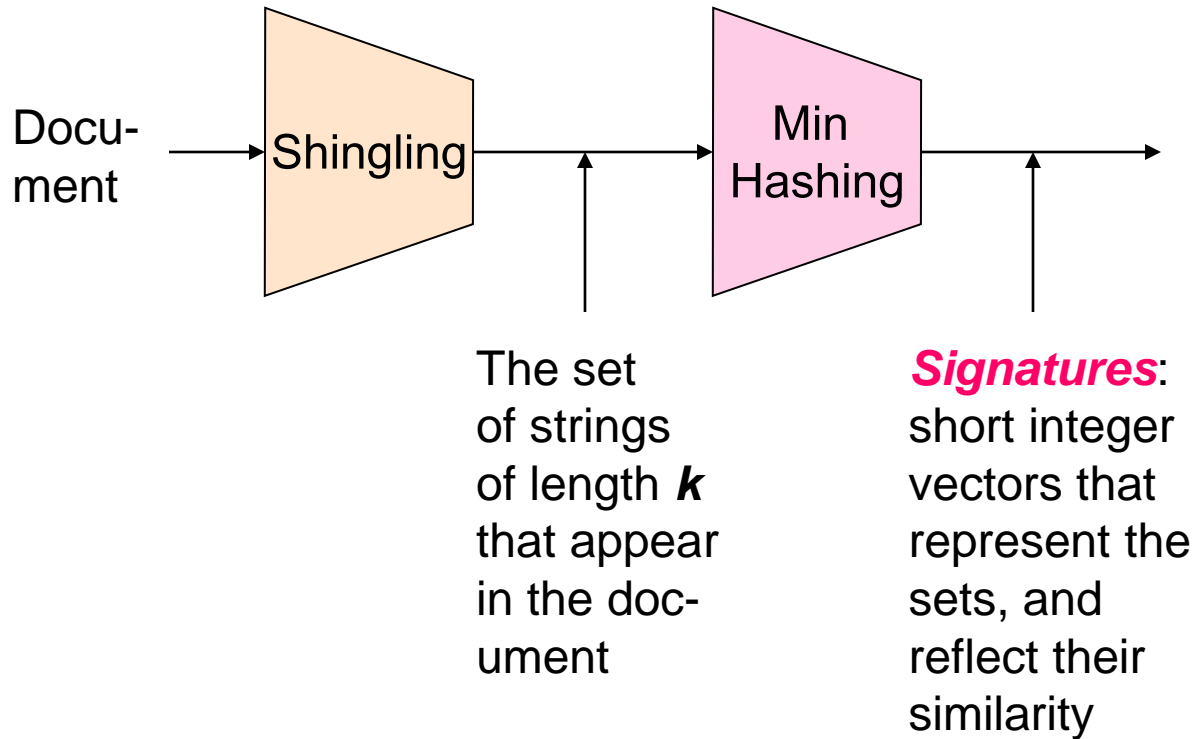 Docu-
ment
Shingling
Min
Hashing
The set
of strings
of length k
that appear
in the doc-
ument
Signatures:
short integer
vectors that
represent the
sets, and
reflect their
similarity